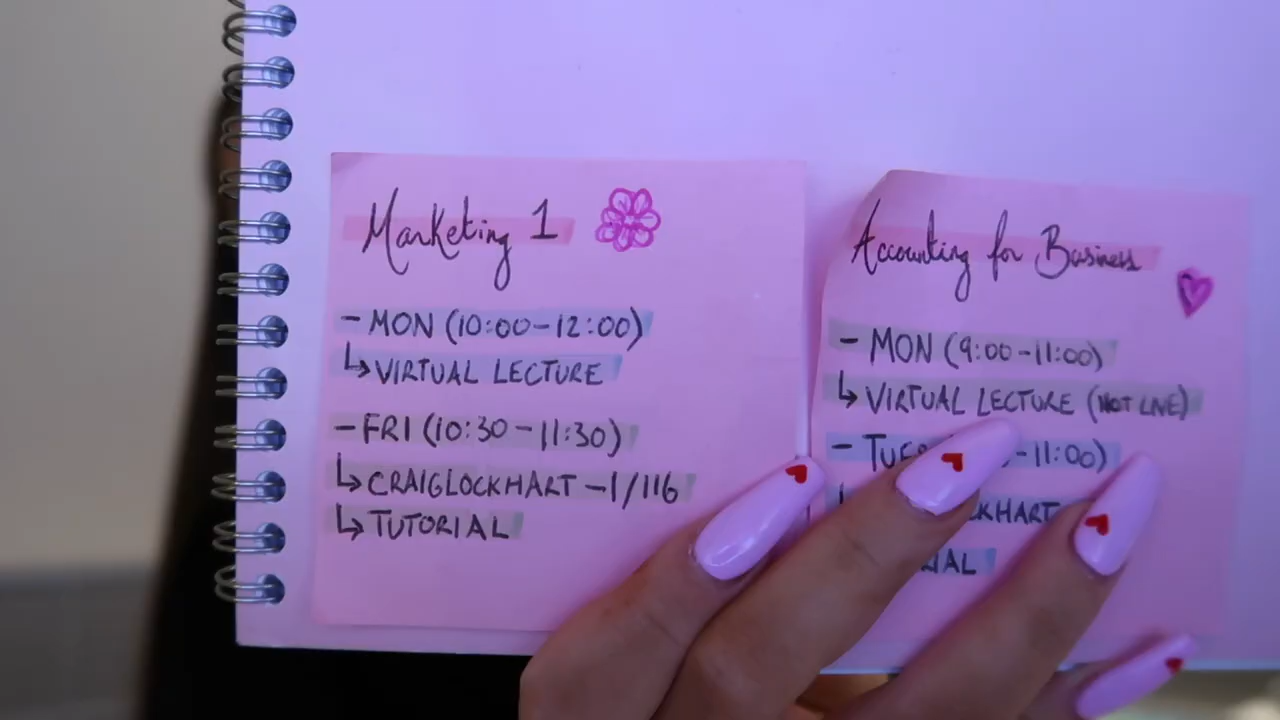 Marketing 1
- MON (10:00-12:00)
↳ VIRTUAL LECTURE
- FRI (10:30-11:30)
↳ CRAIGLOCKHART -1/116
↳ TUTORIAL
Accounting for Business
- MON (9:00-11:00)
↳ VIRTUAL LECTURE (NOT LIVE)
- TUES -11:00)